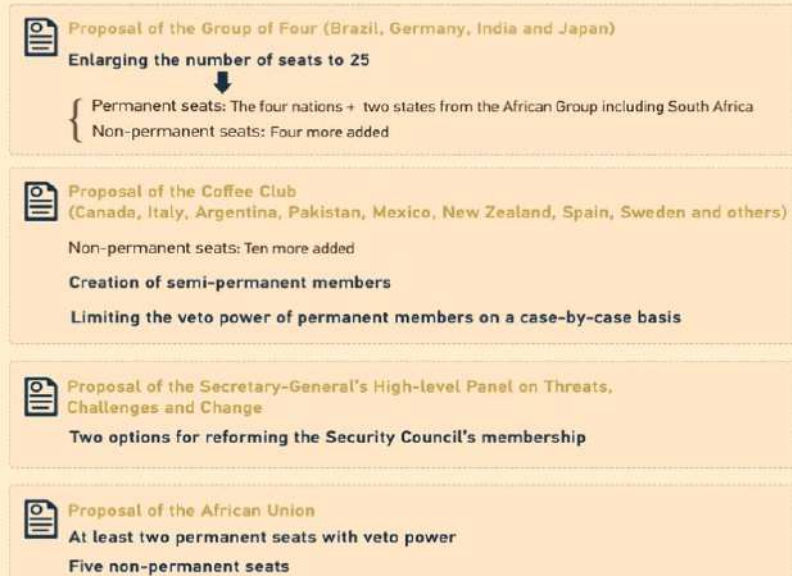 Proposal of the Group of Four (Brazil, Germany, India and Japan)
Enlarging the number of seats to 25
Permanent seats: The four nations + two states from the African Group including South Africa
Non-permanent seats: Four more added
Proposal of the Coffee Club
(Canada, Italy, Argentina, Pakistan, Mexico, New Zealand, Spain, Sweden and others)
Non-permanent seats: Ten more added
Creation of semi-permanent members
Limiting the veto power of permanent members on a case-by-case basis
Proposal of the Secretary-General's High-level Panel on Threats,
Challenges and Change
Two options for reforming the Security Council's membership
Proposal of the African Union
At least two permanent seats with veto power
Five non-permanent seats